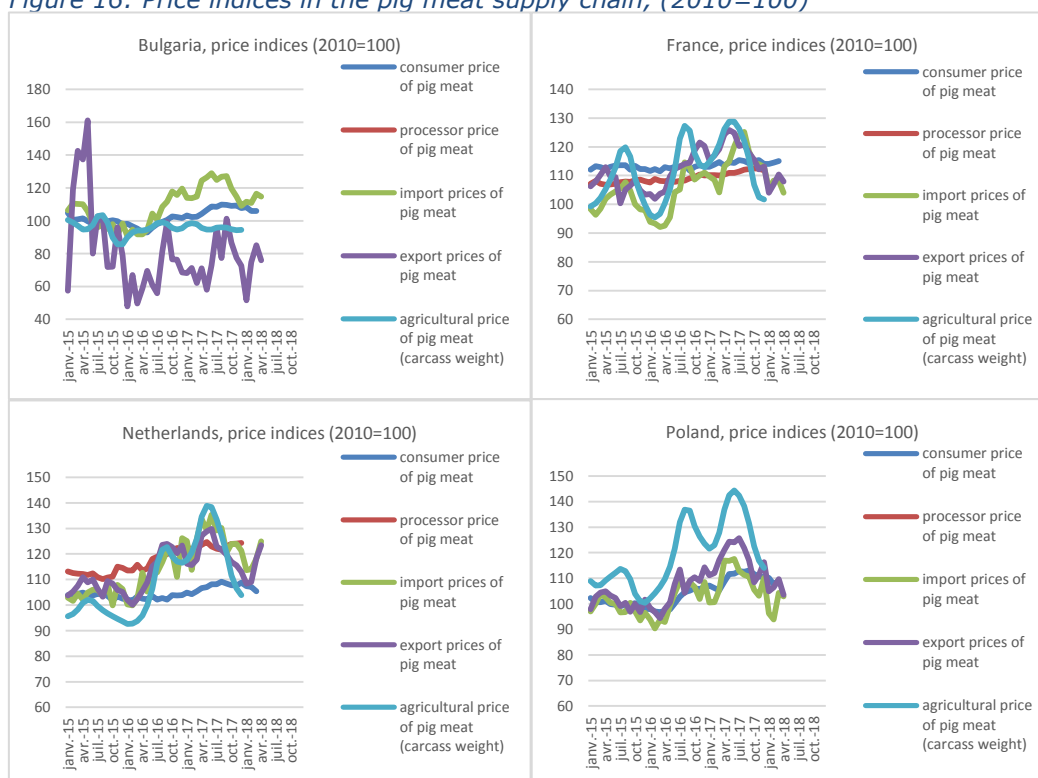 Figure 16: Price indices in the pig meat supply chain, (2010=100)
Bulgaria, price indices (2010=100)
180
160
140
120
100
80
60
40
janv.-15
avr.-15
juil.-15
oct.-15
janv.-16
avr.-16
juil.-16
oct.-16
janv.-17
avr.-17
juil.-17
oct.-17
janv.-18
avr.-18
juil.-18
oct.-18
consumer price
of pig meat
processor price
of pig meat
import prices of
pig meat
export prices of
pig meat
agricultural price
of pig meat
(carcass weight)
France, price indices (2010=100)
140
130
120
110
100
90
80
70
60
janv.-15
avr.-15
juil.-15
oct.-15
janv.-16
avr.-16
juil.-16
oct.-16
janv.-17
avr.-17
juil.-17
oct.-17
janv.-18
avr.-18
juil.-18
oct.-18
consumer price
of pig meat
processor price
of pig meat
import prices of
pig meat
export prices of
pig meat
agricultural price
of pig meat
(carcass weight)
Netherlands, price indices (2010=100)
150
140
130
120
110
100
90
80
70
60
janv.-15
avr.-15
juil.-15
oct.-15
janv.-16
avr.-16
juil.-16
oct.-16
janv.-17
avr.-17
juil.-17
oct.-17
janv.-18
avr.-18
juil.-18
oct.-18
consumer price
of pig meat
processor price
of pig meat
import prices of
pig meat
export prices of
pig meat
agricultural price
of pig meat
(carcass weight)
Poland, price indices (2010=100)
150
140
130
120
110
100
90
80
70
60
janv.-15
avr.-15
juil.-15
oct.-15
janv.-16
avr.-16
juil.-16
oct.-16
janv.-17
avr.-17
juil.-17
oct.-17
janv.-18
avr.-18
juil.-18
oct.-18
consumer price
of pig meat
processor price
of pig meat
import prices of
pig meat
export prices of
pig meat
agricultural price
of pig meat
(carcass weight)